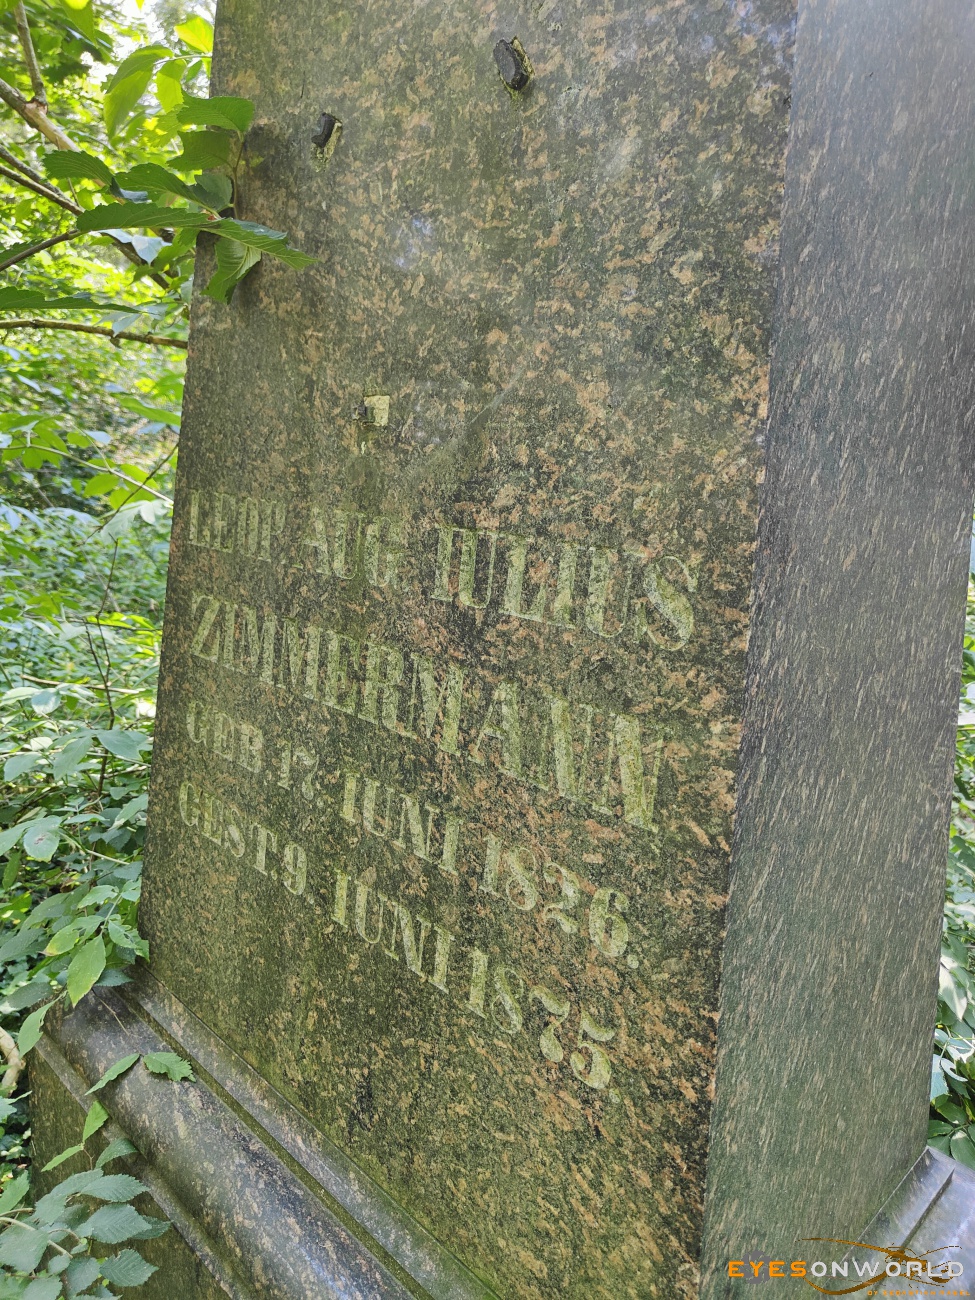 LEOP AUG IULIUS
ZIMMERMANN
GEB 17. IUNI 1826.
GEST. 9. IUNI 1875
EYESONWORLD